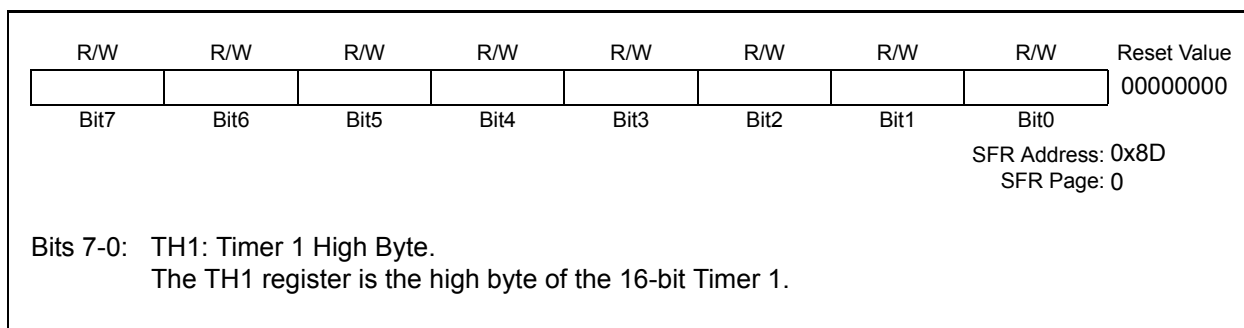 R/W R/W R/W R/W R/W R/W R/W R/W Reset Value
00000000
Bit7 Bit6 Bit5 Bit4 Bit3 Bit2 Bit1 Bit0
SFR Address: 0x8D
SFR Page: 0
Bits 7-0: TH1: Timer 1 High Byte.
The TH1 register is the high byte of the 16-bit Timer 1.